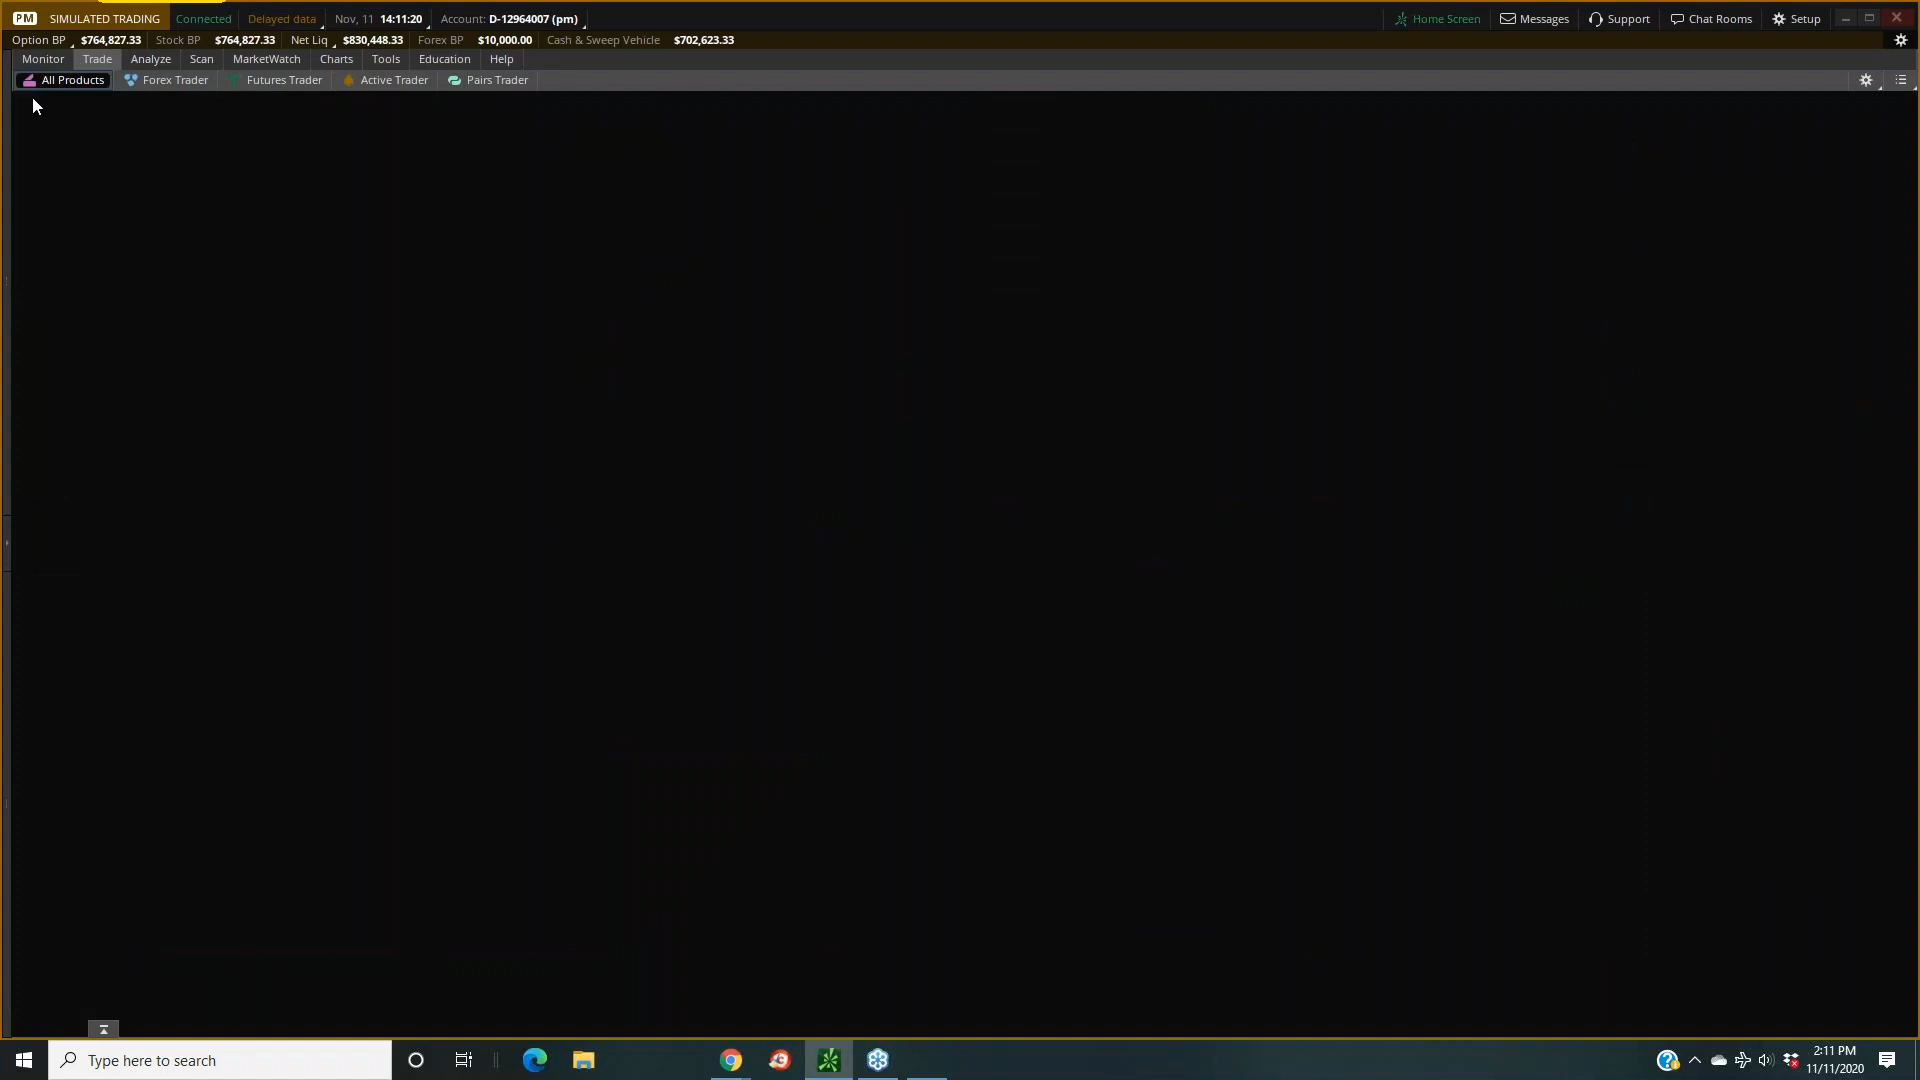 PM SIMULATED TRADING Connected Delayed data Nov, 11 14:11:20 Account: D-12964007 (pm) Home Screen Messages Support Chat Rooms Setup
Option BP $764,827.33 Stock BP $764,827.33 Net Liq $830,448.33 Forex BP $10,000.00 Cash & Sweep Vehicle $702,623.33
Monitor Trade Analyze Scan MarketWatch Charts Tools Education Help
All Products Forex Trader Futures Trader Active Trader Pairs Trader
Type here to search
2:11 PM
11/11/2020